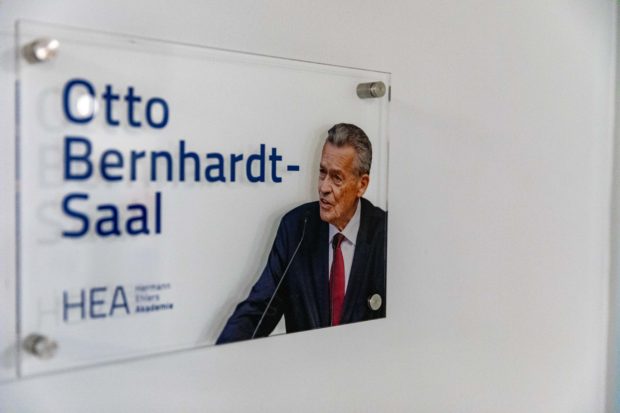 Otto
Bernhardt-
Saal
HEA
Hermann
Ehlers
Akademie